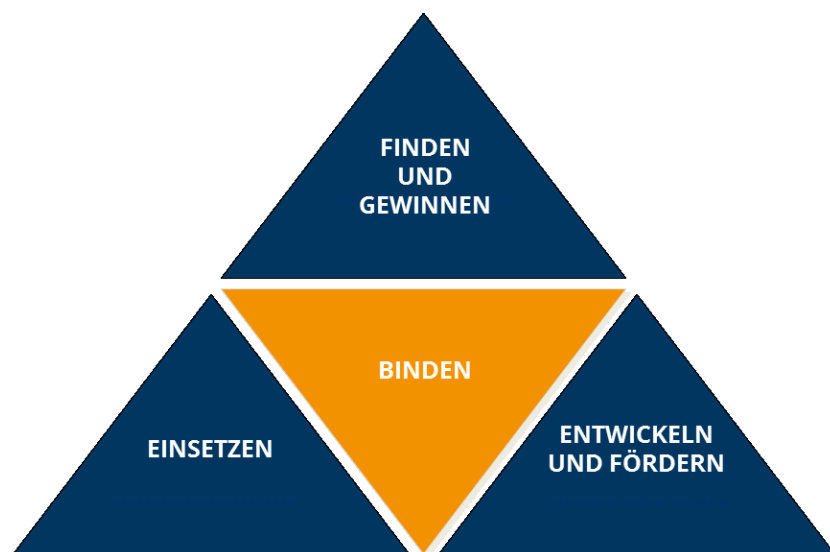 FINDEN
UND
GEWINNEN
BINDEN
EINSETZEN
ENTWICKELN
UND FÖRDERN